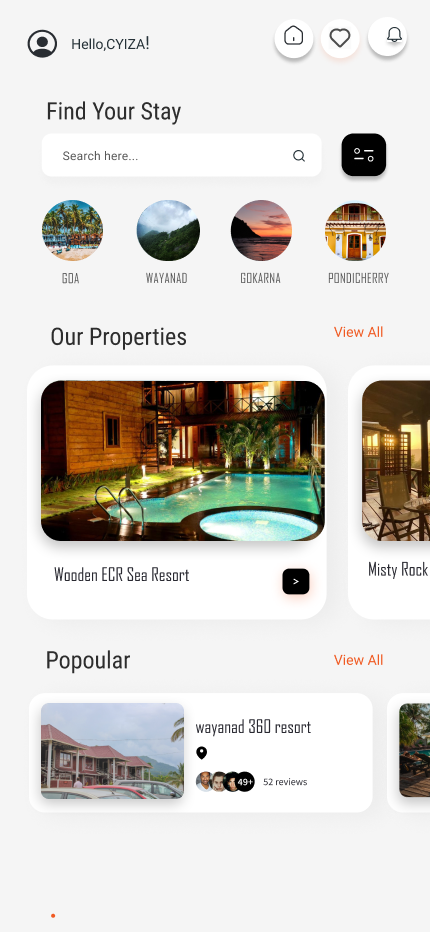 Hello,CYIZA!
Find Your Stay
Search here...
GOA WAYANAD GOKARNA PONDICHERRY
Our Properties View All
Wooden ECR Sea Resort
>
Misty Rock
Popoular View All
wayanad 360 resort
49+ 52 reviews